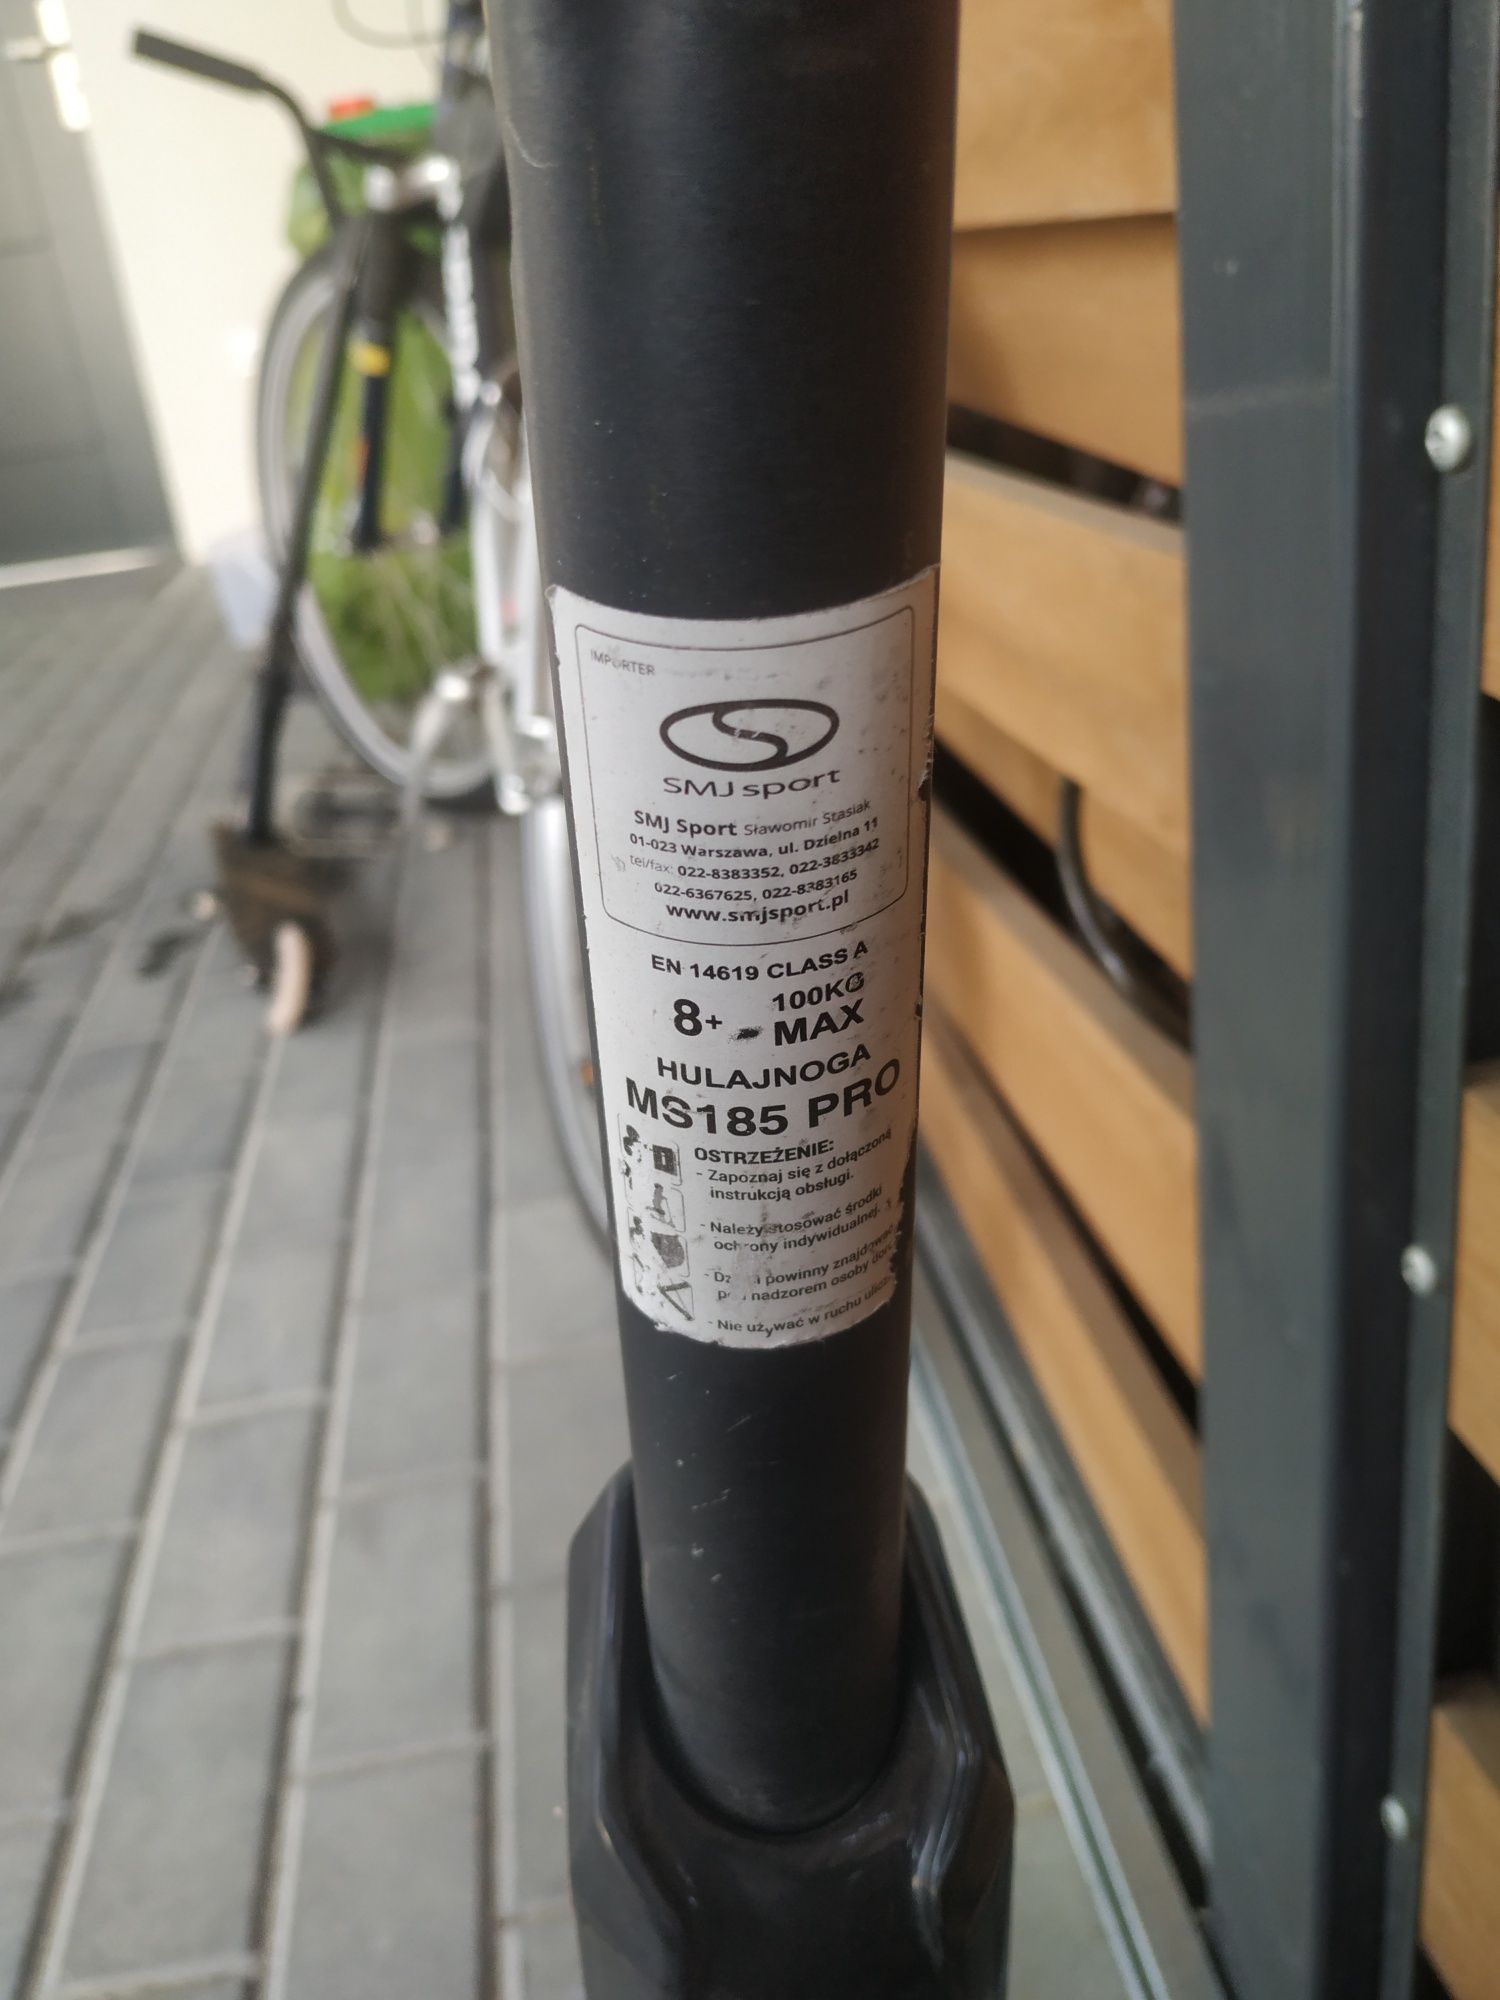 IMPORTER
SMJ sport
SMJ Sport Sławomir Stasiak
01-023 Warszawa, ul. Dzielna 11
tel/fax: 022-8383352, 022-3833342
022-6367625, 022-8383165
www.smjsport.pl
EN 14619 CLASS A
8+ 100KG
MAX
HULAJNOGA
MS185 PRO
OSTRZEŻENIE:
- Zapoznaj się z dołączoną
instrukcją obsługi.
- Należy stosować środki
ochrony indywidualnej.
- powinny znajdować
nadzorem osoby
- Nie używać w ruchu